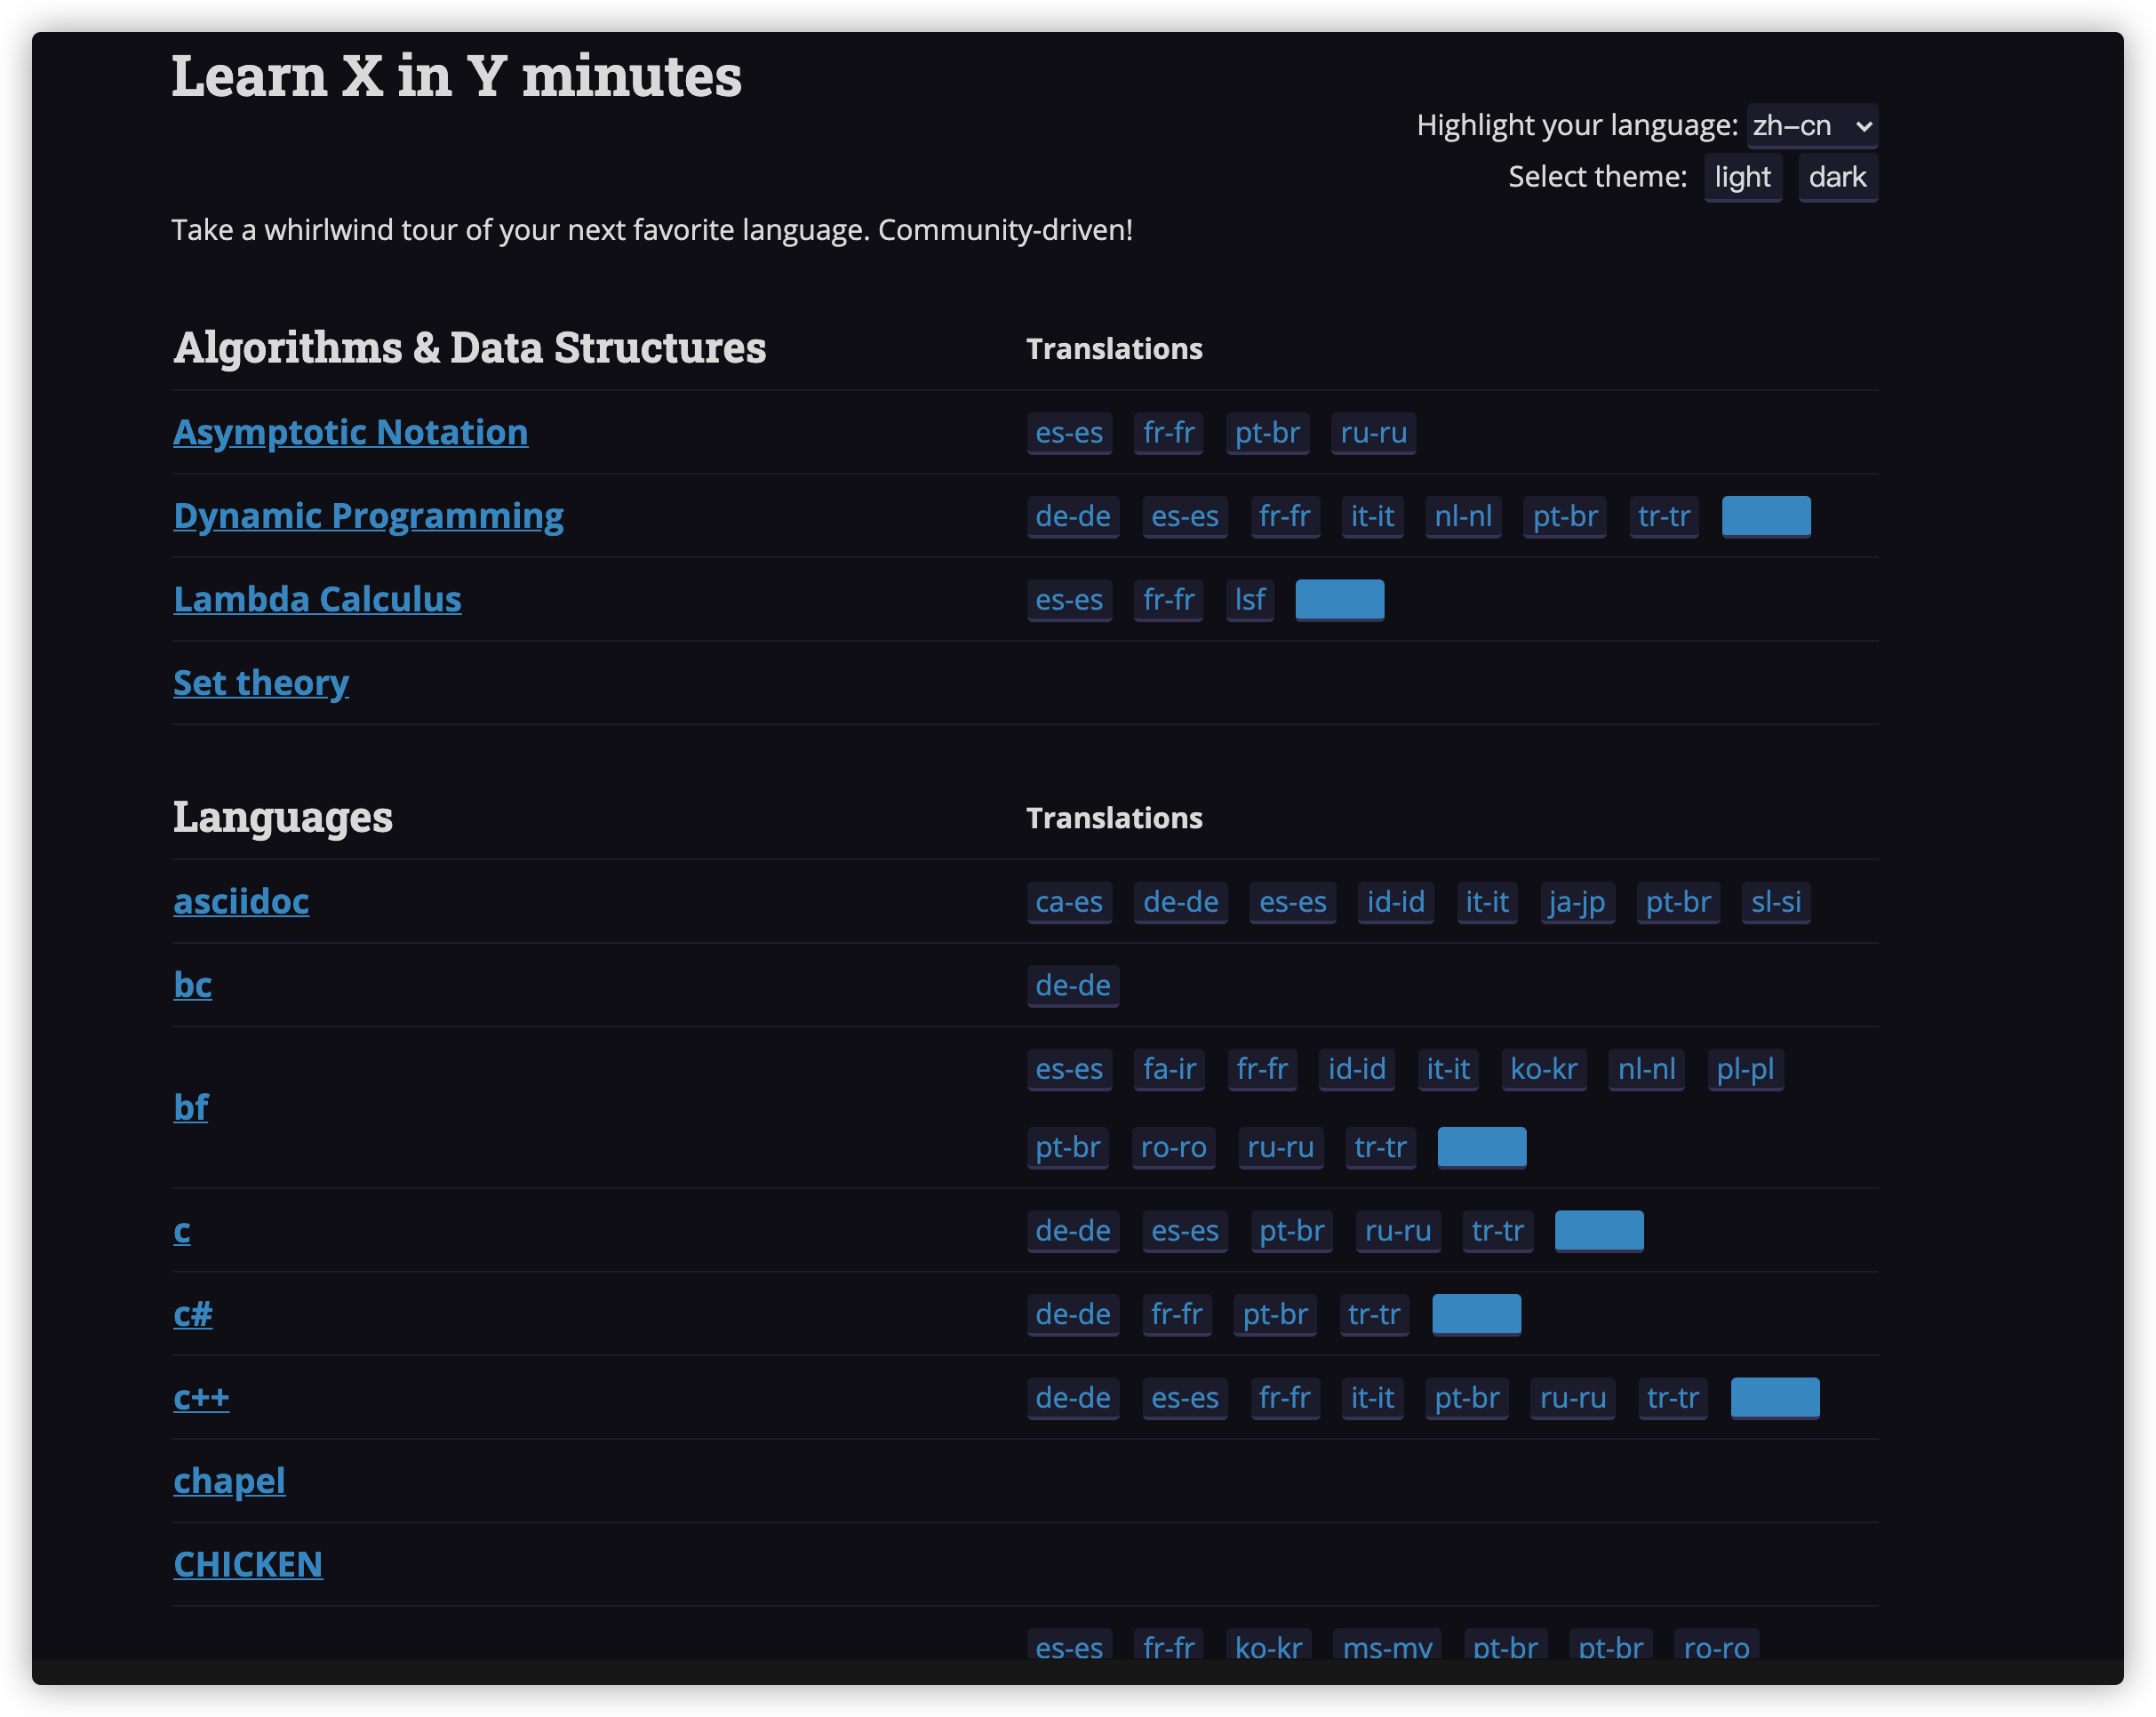 Learn X in Y minutes
Highlight your language: zh-cn
Select theme: light dark
Take a whirlwind tour of your next favorite language. Community-driven!
Algorithms & Data Structures Translations
Asymptotic Notation es-es fr-fr pt-br ru-ru
Dynamic Programming de-de es-es fr-fr it-it nl-nl pt-br tr-tr
Lambda Calculus es-es fr-fr lsf
Set theory
Languages Translations
asciidoc ca-es de-de es-es id-id it-it ja-jp pt-br sl-si
bc de-de
es-es fa-ir fr-fr id-id it-it ko-kr nl-nl pl-pl
bf
pt-br ro-ro ru-ru tr-tr
c de-de es-es pt-br ru-ru tr-tr
c# de-de fr-fr pt-br tr-tr
c++ de-de es-es fr-fr it-it pt-br ru-ru tr-tr
chapel
CHICKEN
es-es fr-fr ko-kr ms-my pt-br pt-br ro-ro